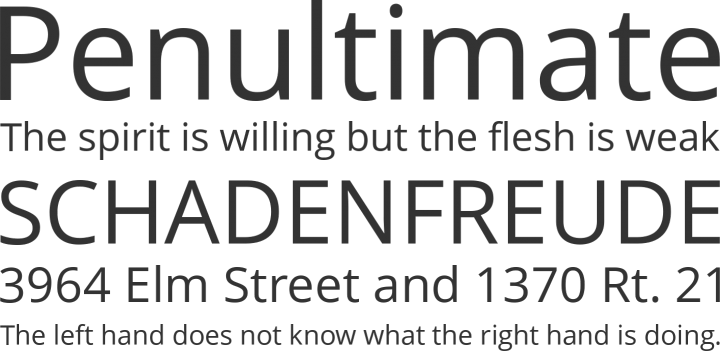 Penultimate
The spirit is willing but the flesh is weak
SCHADENFREUDE
3964 Elm Street and 1370 Rt. 21
The left hand does not know what the right hand is doing.